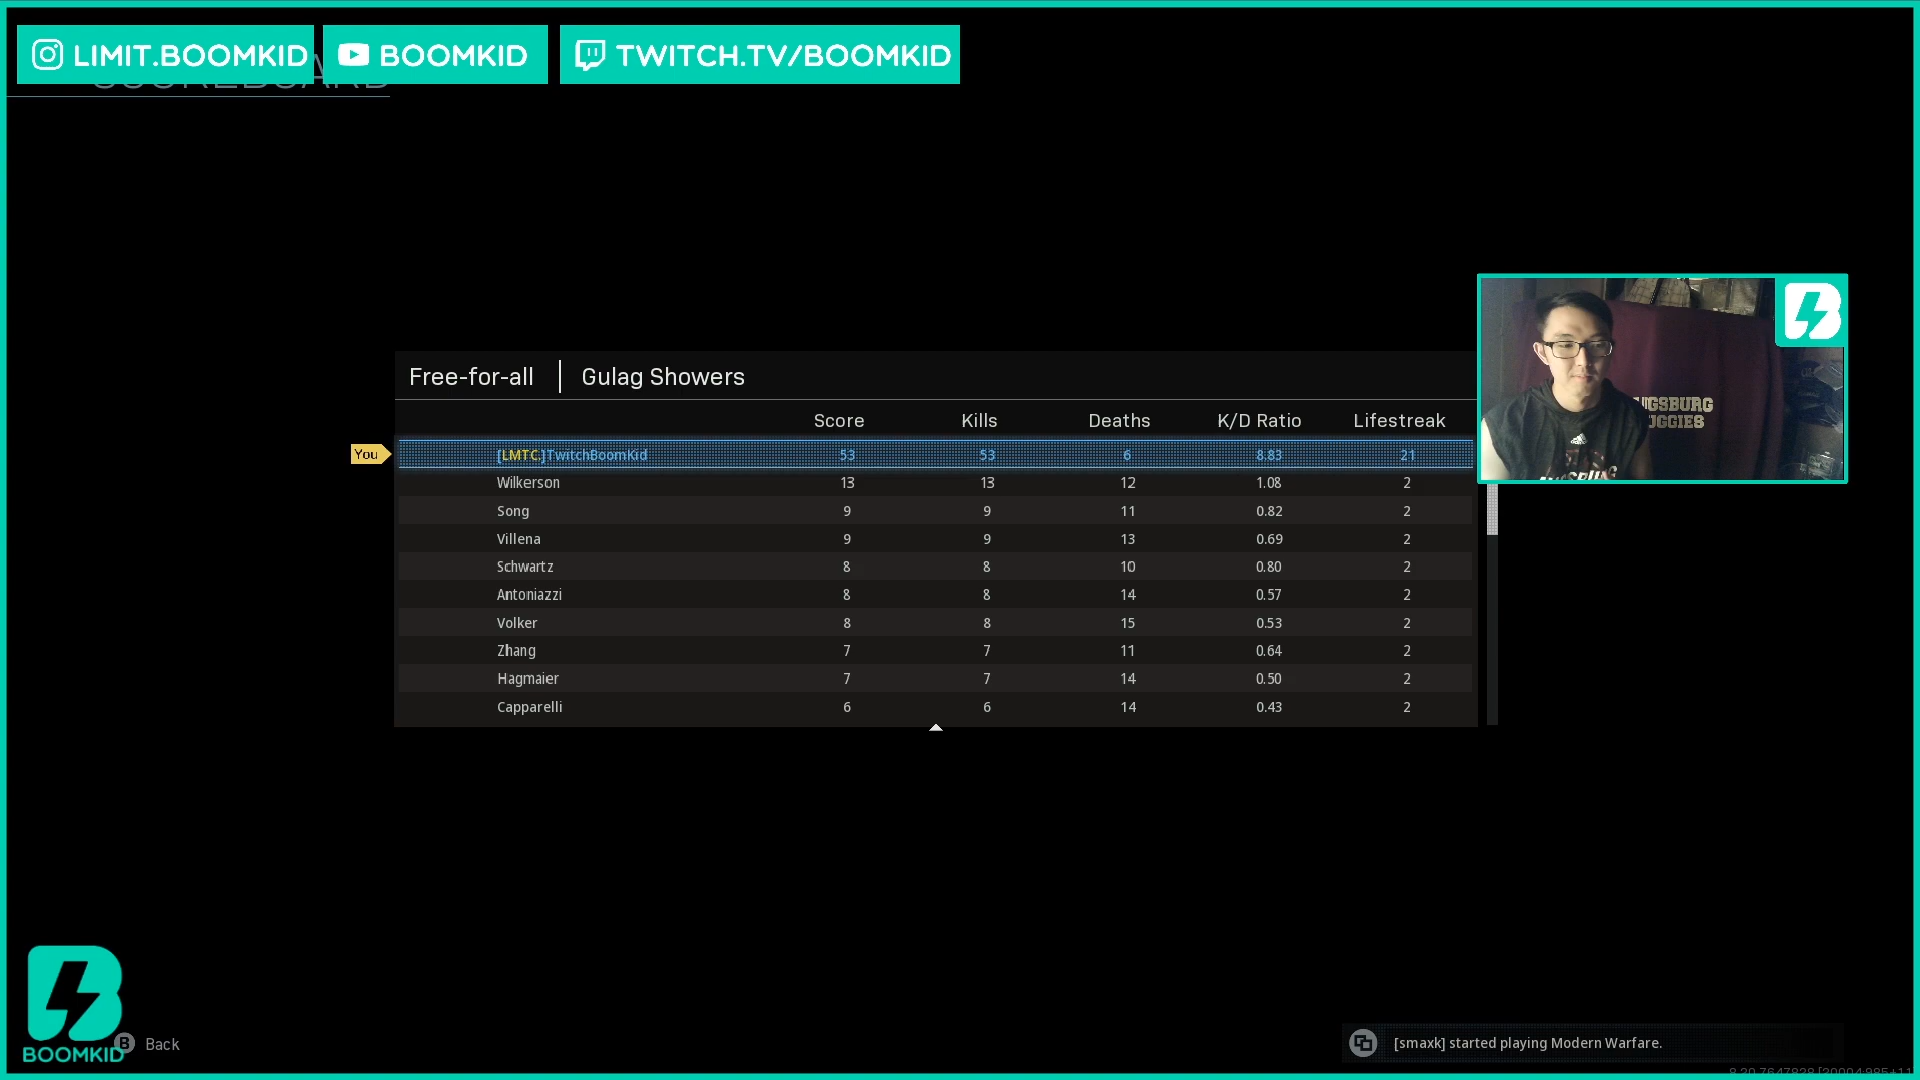 LIMIT.BOOMKID BOOMKID TWITCH.TV/BOOMKID
SCOREBOARD
Free-for-all Gulag Showers
Score Kills Deaths K/D Ratio Lifestreak
You [LMTC.]TwitchBoomKid 53 53 6 8.83 21
Wilkerson 13 13 12 1.08 2
Song 9 9 11 0.82 2
Villena 9 9 13 0.69 2
Schwartz 8 8 10 0.80 2
Antoniazzi 8 8 14 0.57 2
Volker 8 8 15 0.53 2
Zhang 7 7 11 0.64 2
Hagmaier 7 7 14 0.50 2
Capparelli 6 6 14 0.43 2
UGSBURG
UGGIES
BOOMKID
B Back
[smaxk] started playing Modern Warfare.